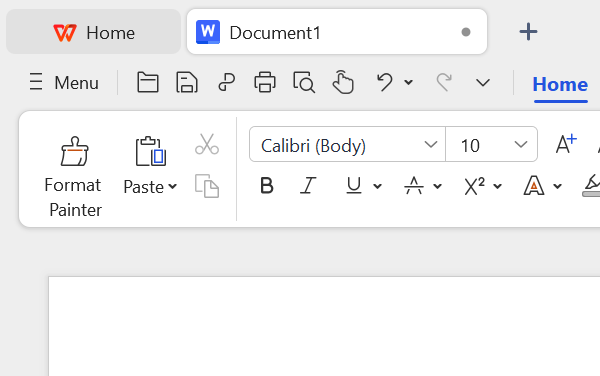 Home
Document1
Menu
Home
Format
Painter
Paste
Calibri (Body)
10
A+
B I U A X² A